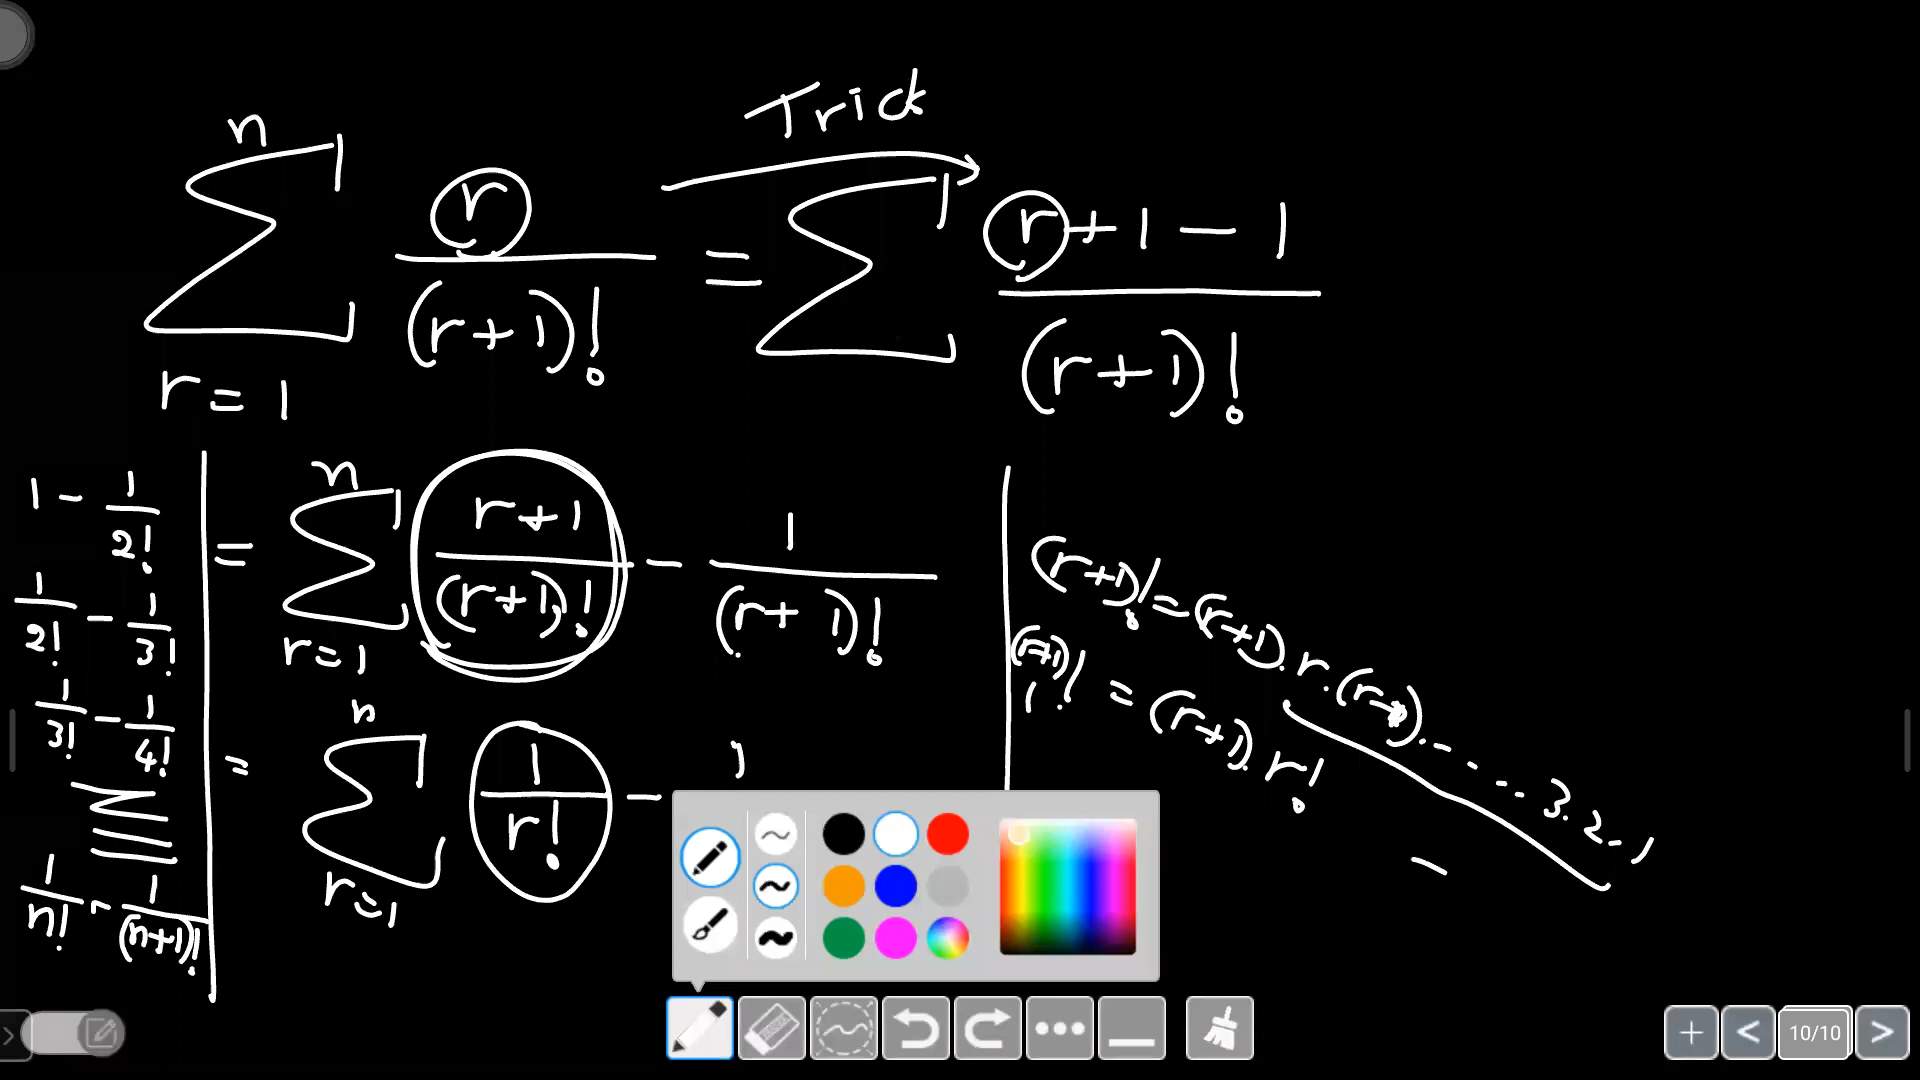 Trick
n
∑ r/(r+1)! = ∑ (r+1-1)/(r+1)!
r=1
n
= ∑ (r+1)/(r+1)! - 1/(r+1)!
r=1
n
= ∑ 1/r! - 1
r=1
1 - 1/2!
1/2! - 1/3!
1/3! - 1/4!
1/n! - 1/(n+1)!
(r+1)! = (r+1).r.(r-1).......3.2.1
(r+1)! = (r+1).r!
10/10